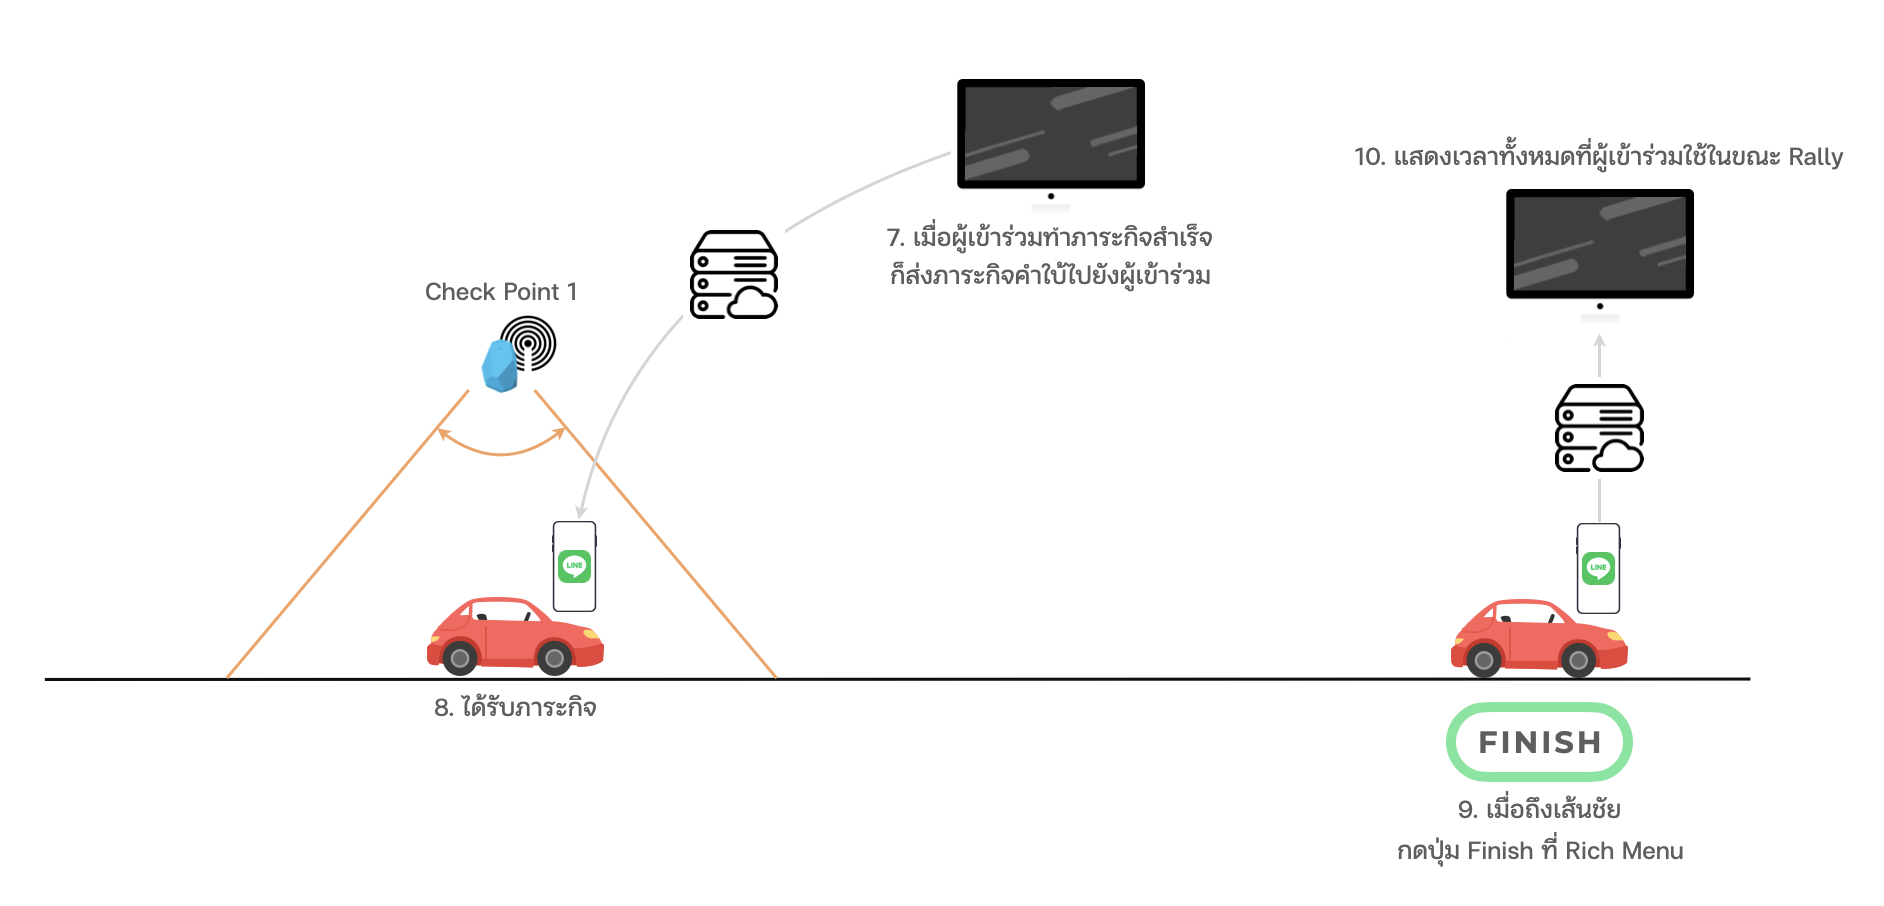 7. เมื่อผู้เข้าร่วมทำภาระกิจสำเร็จ
ก็ส่งภาระกิจคำใบ้ไปยังผู้เข้าร่วม
10. แสดงเวลาทั้งหมดที่ผู้เข้าร่วมใช้ในขณะ Rally
Check Point 1
LINE
LINE
8. ได้รับภาระกิจ
FINISH
9. เมื่อถึงเส้นชัย
กดปุ่ม Finish ที่ Rich Menu